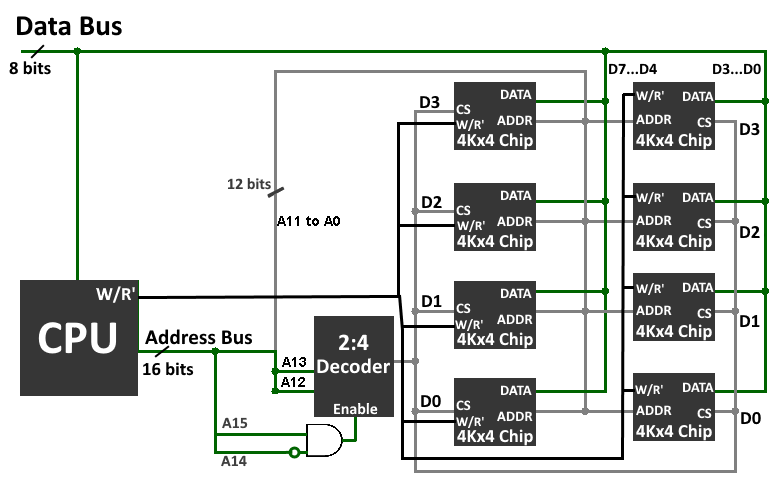 Data Bus
8 bits
D7...D4
D3...D0
D3
CS
W/R'
DATA
ADDR
4Kx4 Chip
W/R'
DATA
ADDR
CS
4Kx4 Chip
D3
12 bits
A11 to A0
D2
CS
W/R'
DATA
ADDR
4Kx4 Chip
W/R'
DATA
ADDR
CS
4Kx4 Chip
D2
W/R'
CPU
Address Bus
16 bits
D1
CS
W/R'
DATA
ADDR
4Kx4 Chip
W/R'
DATA
ADDR
CS
4Kx4 Chip
D1
A13
A12
2:4
Decoder
Enable
D0
CS
W/R'
DATA
ADDR
4Kx4 Chip
W/R'
DATA
ADDR
CS
4Kx4 Chip
D0
A15
A14